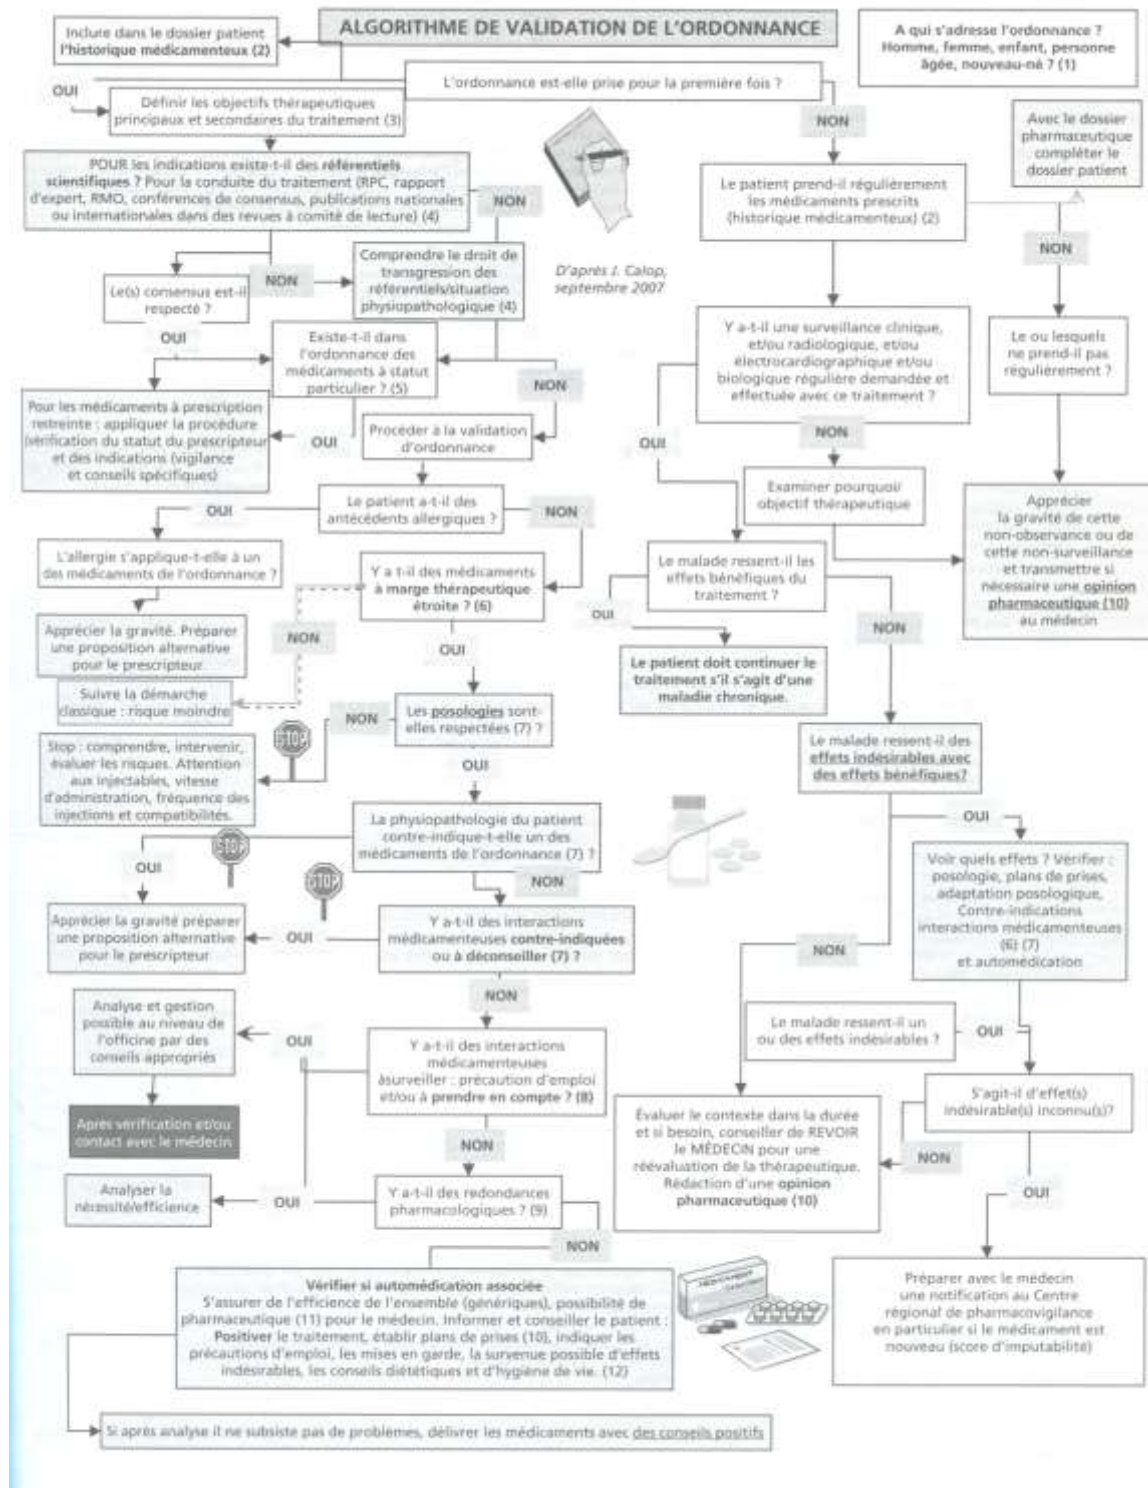 ALGORITHME DE VALIDATION DE L'ORDONNANCE
Inclure dans le dossier patient
l'historique médicamenteux (2)
A qui s'adresse l'ordonnance ?
Homme, femme, enfant, personne
âgée, nouveau-né ? (1)
L'ordonnance est-elle prise pour la première fois ?
OUI
Définir les objectifs thérapeutiques
principaux et secondaires du traitement (3)
NON
Avec le dossier
pharmaceutique
compléter le
dossier patient
POUR les indications existe-t-il des référentiels
scientifiques ? Pour la conduite du traitement (RPC, rapport
d'expert, RMO, conférences de consensus, publications nationales
ou internationales dans des revues à comité de lecture) (4)
NON
Le patient prend-il régulièrement
les médicaments prescrits
(historique médicamenteux) (2)
NON
Le(s) consensus est-il
respecté ?
NON
Comprendre le droit de
transgression des
référentiels/situation
physiopathologique (4)
D'après J. Calop,
septembre 2007
OUI
Existe-t-il dans
l'ordonnance des
médicaments à statut
particulier ? (5)
NON
Y a-t-il une surveillance clinique,
et/ou radiologique, et/ou
électrocardiographique et/ou
biologique régulière demandée et
effectuée avec ce traitement ?
Le ou lesquels
ne prend-il pas
régulièrement ?
Pour les médicaments à prescription
restreinte : appliquer la procédure
(vérification du statut du prescripteur
et des indications (vigilance
et conseils spécifiques)
OUI
Procéder à la validation
d'ordonnance
OUI
NON
Examiner pourquoi/
objectif thérapeutique
Le patient a-t-il des
antécédents allergiques ?
OUI
NON
Apprécier
la gravité de cette
non-observance ou de
cette non-surveillance
et transmettre si
nécessaire une opinion
pharmaceutique (10)
au médecin
L'allergie s'applique-t-elle à un
des médicaments de l'ordonnance ?
Y a t-il des médicaments
à marge thérapeutique
étroite ? (6)
Le malade ressent-il les
effets bénéfiques du
traitement ?
OUI
NON
Apprécier la gravité. Préparer
une proposition alternative
pour le prescripteur
NON
OUI
Le patient doit continuer le
traitement s'il s'agit d'une
maladie chronique.
Suivre la démarche
classique : risque moindre
NON
Les posologies sont-
elles respectées (7) ?
STOP
Stop : comprendre, intervenir,
évaluer les risques. Attention
aux injectables, vitesse
d'administration, fréquence des
injections et compatibilités.
OUI
Le malade ressent-il des
effets indésirables avec
des effets bénéfiques?
La physiopathologie du patient
contre-indique-t-elle un des
médicaments de l'ordonnance (7) ?
STOP
OUI
NON
STOP
OUI
Voir quels effets ? Vérifier :
posologie, plans de prises,
adaptation posologique,
Contre-indications
interactions médicamenteuses
(6) (7)
et automédication
Apprécier la gravité préparer
une proposition alternative
pour le prescripteur
OUI
Y a-t-il des interactions
médicamenteuses contre-indiquées
ou à déconseiller (7) ?
NON
NON
Analyse et gestion
possible au niveau de
l'officine par des
conseils appropriés
OUI
Y a-t-il des interactions
médicamenteuses
àsurveiller : précaution d'emploi
et/ou à prendre en compte ? (8)
Le malade ressent-il un
ou des effets indésirables ?
OUI
Après vérification et/ou
contact avec le médecin
NON
Évaluer le contexte dans la durée
et si besoin, conseiller de REVOIR
le MÉDECIN pour une
réévaluation de la thérapeutique.
Rédaction d'une opinion
pharmaceutique (10)
S'agit-il d'effet(s)
indésirable(s) inconnu(s)?
NON
Analyser la
nécessité/efficience
OUI
Y a-t-il des redondances
pharmacologiques ? (9)
OUI
NON
Vérifier si automédication associée
S'assurer de l'efficience de l'ensemble (génériques), possibilité de
pharmaceutique (11) pour le médecin. Informer et conseiller le patient :
Positiver le traitement, établir plans de prises (10), indiquer les
précautions d'emploi, les mises en garde, la survenue possible d'effets
indésirables, les conseils diététiques et d'hygiène de vie. (12)
Préparer avec le médecin
une notification au Centre
régional de pharmacovigilance
en particulier si le médicament est
nouveau (score d'imputabilité)
Si après analyse il ne subsiste pas de problèmes, délivrer les médicaments avec des conseils positifs